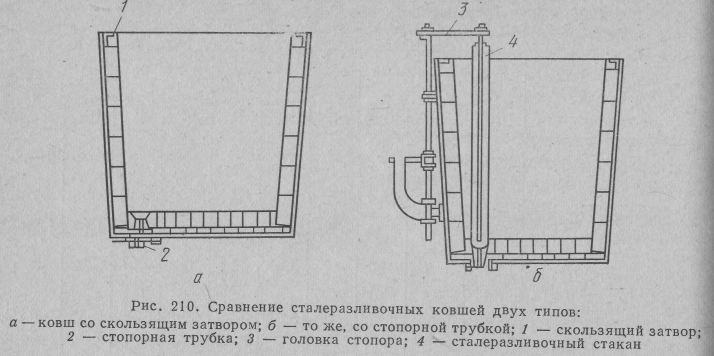 1
3
4
2
а
б
Рис. 210. Сравнение сталеразливочных ковшей двух типов:
а — ковш со скользящим затвором; б — то же, со стопорной трубкой; 1 — скользящий затвор;
2 — стопорная трубка; 3 — головка стопора; 4 — сталеразливочный стакан